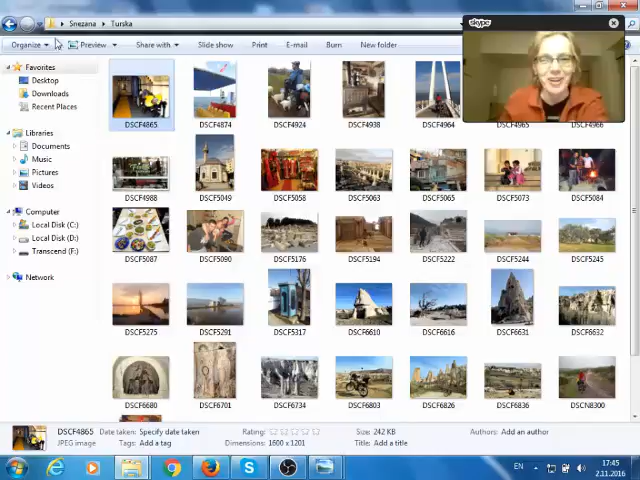 Snezana ▸ Turska
skype
Organize
Preview
Share with
Slide show
Print
E-mail
Burn
New folder
Favorites
Desktop
Downloads
Recent Places
Libraries
Documents
Music
Pictures
Videos
Computer
Local Disk (C:)
Local Disk (D:)
Transcend (F:)
Network
DSCF4865 DSCF4874 DSCF4924 DSCF4938 DSCF4964 DSCF4965 DSCF4966
DSCF4988 DSCF5049 DSCF5058 DSCF5063 DSCF5065 DSCF5073 DSCF5084
DSCF5087 DSCF5090 DSCF5176 DSCF5194 DSCF5222 DSCF5244 DSCF5245
DSCF5275 DSCF5291 DSCF5317 DSCF6610 DSCF6616 DSCF6631 DSCF6632
DSCF6680 DSCF6701 DSCF6734 DSCF6803 DSCF6826 DSCF6836 DSCN8300
DSCF4865 Date taken: Specify date taken Rating: Size: 242 KB Authors: Add an author
JPEG image Tags: Add a tag Dimensions: 1600 x 1201 Title: Add a title
EN
17:45
2.11.2016